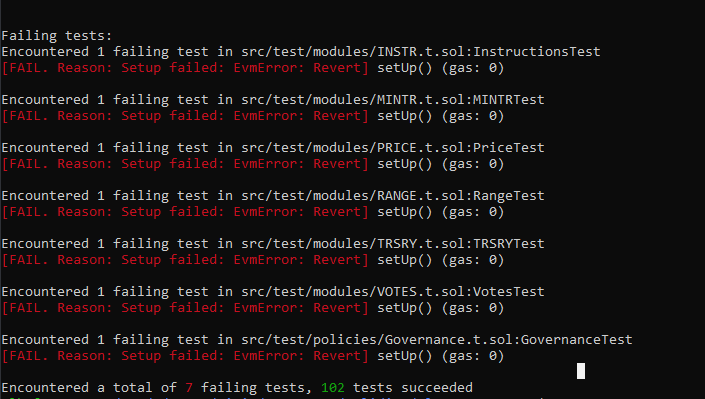 Failing tests:
Encountered 1 failing test in src/test/modules/INSTR.t.sol:InstructionsTest
[FAIL. Reason: Setup failed: EvmError: Revert] setUp() (gas: 0)
Encountered 1 failing test in src/test/modules/MINTR.t.sol:MINTRTest
[FAIL. Reason: Setup failed: EvmError: Revert] setUp() (gas: 0)
Encountered 1 failing test in src/test/modules/PRICE.t.sol:PriceTest
[FAIL. Reason: Setup failed: EvmError: Revert] setUp() (gas: 0)
Encountered 1 failing test in src/test/modules/RANGE.t.sol:RangeTest
[FAIL. Reason: Setup failed: EvmError: Revert] setUp() (gas: 0)
Encountered 1 failing test in src/test/modules/TRSRY.t.sol:TRSRYTest
[FAIL. Reason: Setup failed: EvmError: Revert] setUp() (gas: 0)
Encountered 1 failing test in src/test/modules/VOTES.t.sol:VotesTest
[FAIL. Reason: Setup failed: EvmError: Revert] setUp() (gas: 0)
Encountered 1 failing test in src/test/policies/Governance.t.sol:GovernanceTest
[FAIL. Reason: Setup failed: EvmError: Revert] setUp() (gas: 0)
Encountered a total of 7 failing tests, 102 tests succeeded